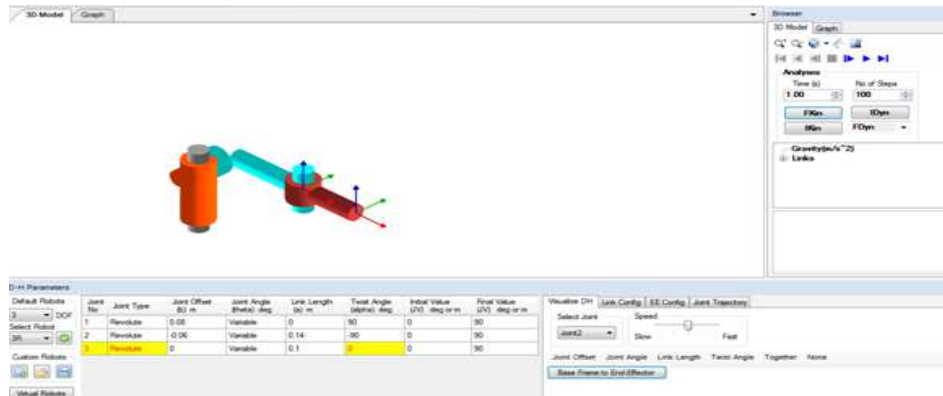 3D Model Graph
Browser
3D Model Graph
Analyses
Time (s) No of Steps
1.00 100
FKin IDyn
IKin FDyn
Gravity(m/s^2)
Links
D-H Parameters
Default Robots
3 DOF
Select Robot
3R
Custom Robots
Virtual Robots
Joint No Joint Type Joint Offset (b) m Joint Angle (theta) deg Link Length (a) m Twist Angle (alpha) deg Initial Value (JV) deg or m Final Value (JV) deg or m
1 Revolute 0.08 Variable 0 90 0 90
2 Revolute -0.06 Variable 0.14 -90 0 90
3 Revolute 0 Variable 0.1 0 0 90
Visualize DH Link Config EE Config Joint Trajectory
Select Joint Speed
Joint2 Slow Fast
Joint Offset Joint Angle Link Length Twist Angle Together None
Base Frame to End Effector